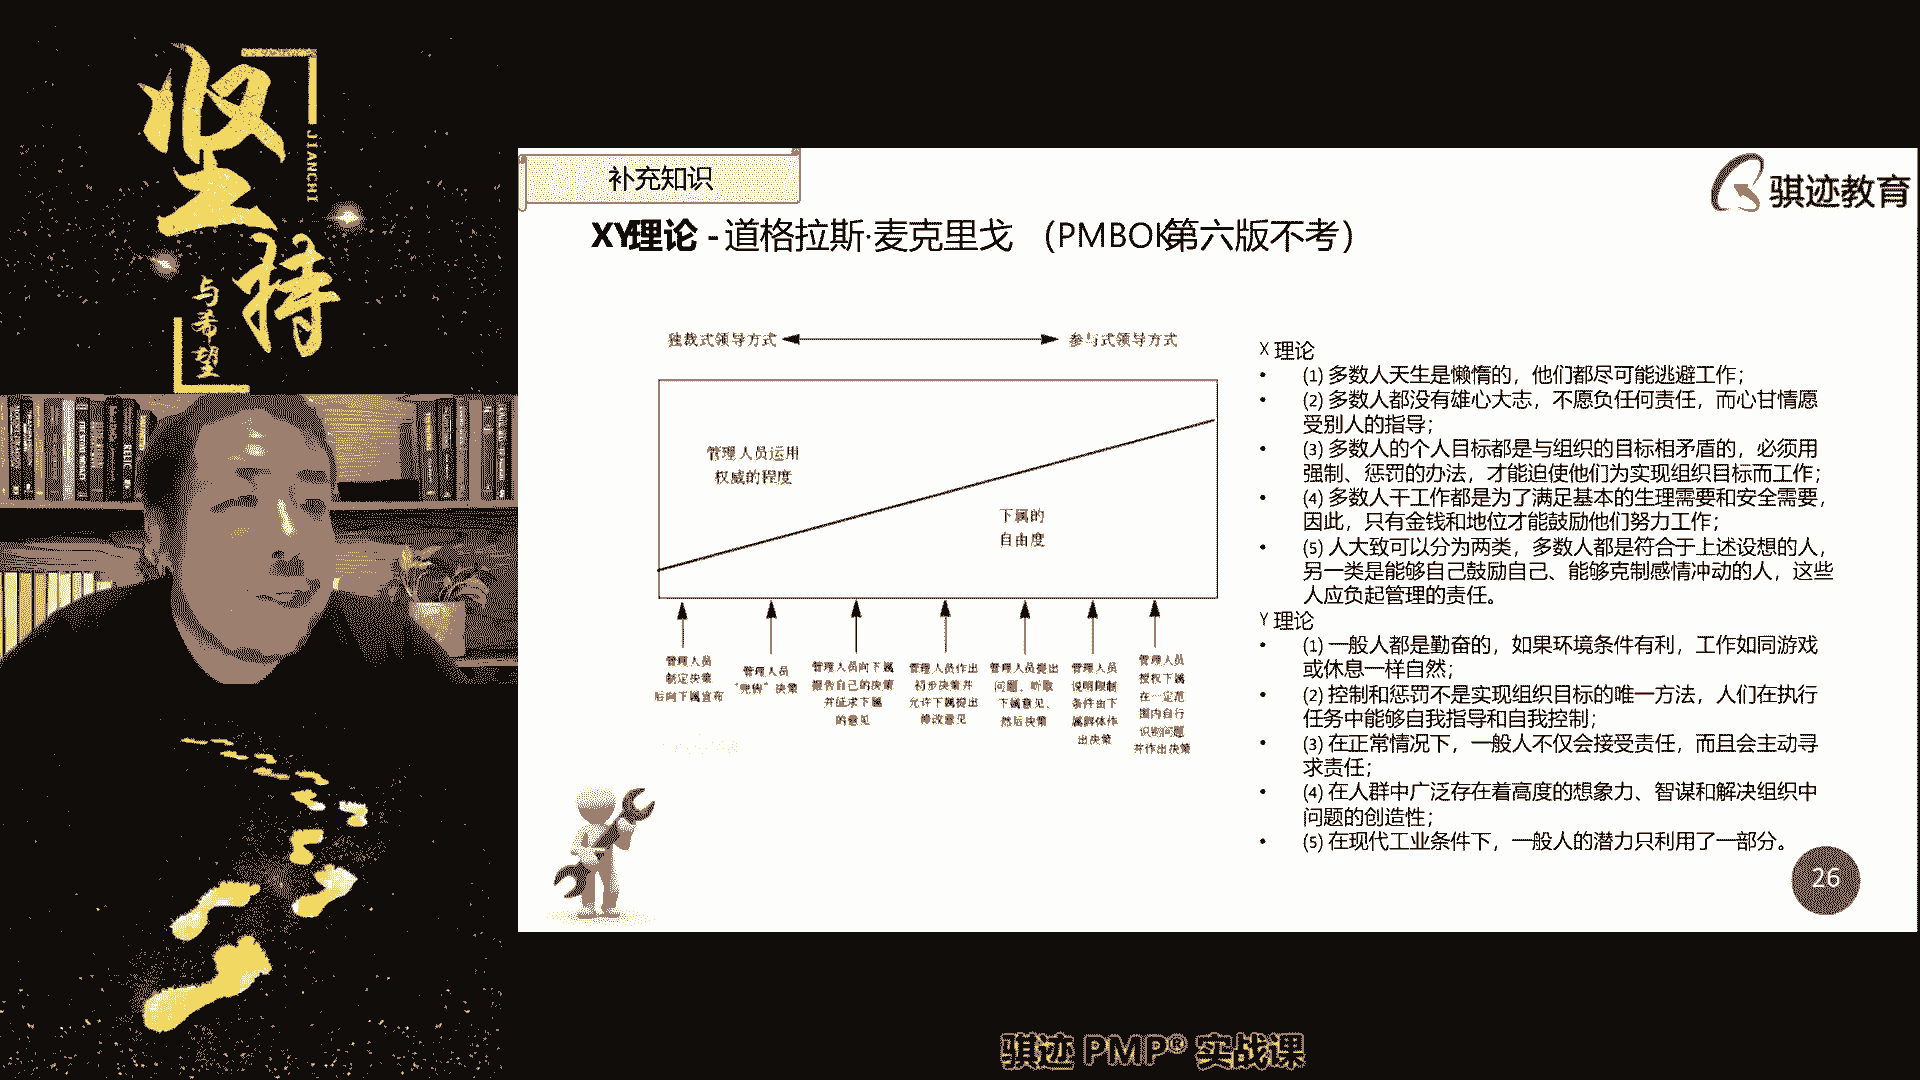 坚持
JIANCHI
与希望
补充知识
骐迹教育
XY理论 - 道格拉斯·麦克里戈 （PMBOK第六版不考）
独裁式领导方式
参与式领导方式
管理人员运用
权威的程度
下属的
自由度
管理人员
制定决策
后向下属宣布
管理人员
“兜售”决策
管理人员向下属
报告自己的决策
并征求下属
的意见
管理人员作出
初步决策并
允许下属提出
修改意见
管理人员提出
问题、听取
下属意见、
然后决策
管理人员
说明限制
条件由下
属群体作
出决策
管理人员
授权下属
在一定范
围内自行
识别问题
并作出决策
X 理论
• (1) 多数人天生是懒惰的，他们都尽可能逃避工作；
• (2) 多数人都没有雄心大志，不愿负任何责任，而心甘情愿
受别人的指导；
• (3) 多数人的个人目标都是与组织的目标相矛盾的，必须用
强制、惩罚的办法，才能迫使他们为实现组织目标而工作；
• (4) 多数人干工作都是为了满足基本的生理需要和安全需要，
因此，只有金钱和地位才能鼓励他们努力工作；
• (5) 人大致可以分为两类，多数人都是符合于上述设想的人，
另一类是能够自己鼓励自己、能够克制感情冲动的人，这些
人应负起管理的责任。
Y 理论
• (1) 一般人都是勤奋的，如果环境条件有利，工作如同游戏
或休息一样自然；
• (2) 控制和惩罚不是实现组织目标的唯一方法，人们在执行
任务中能够自我指导和自我控制；
• (3) 在正常情况下，一般人不仅会接受责任，而且会主动寻
求责任；
• (4) 在人群中广泛存在着高度的想象力、智谋和解决组织中
问题的创造性；
• (5) 在现代工业条件下，一般人的潜力只利用了一部分。
26
骐迹 PMP® 实战课